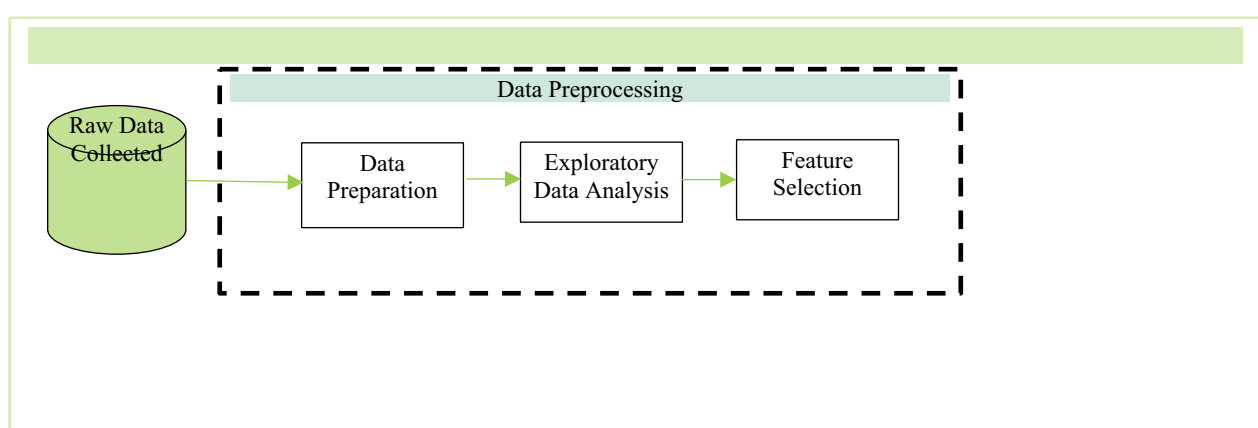 Data Preprocessing
Raw Data
Collected
Data
Preparation
Exploratory
Data Analysis
Feature
Selection